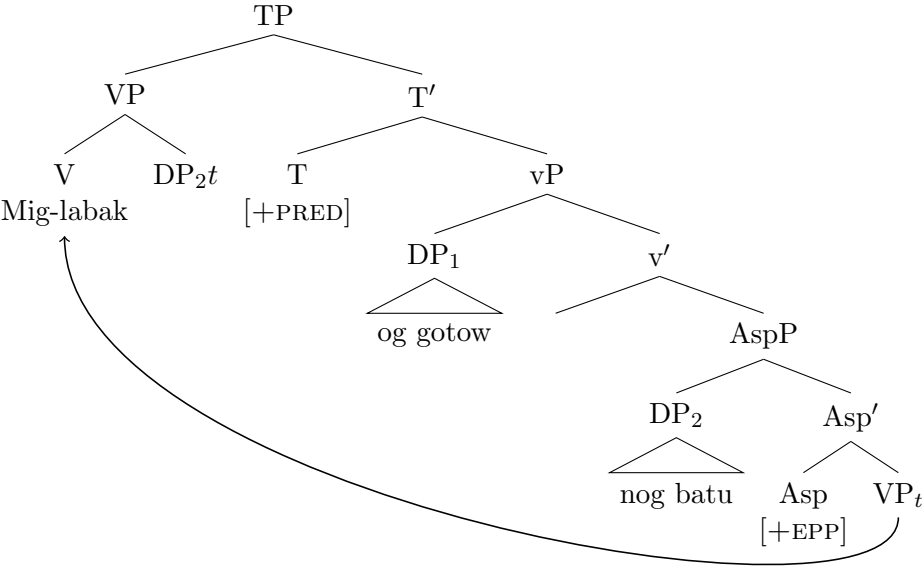 TP
VP T′
V DP₂t T vP
Mig-labak [+PRED]
DP₁ v′
og gotow AspP
DP₂ Asp′
nog batu Asp VPₜ
[+EPP]